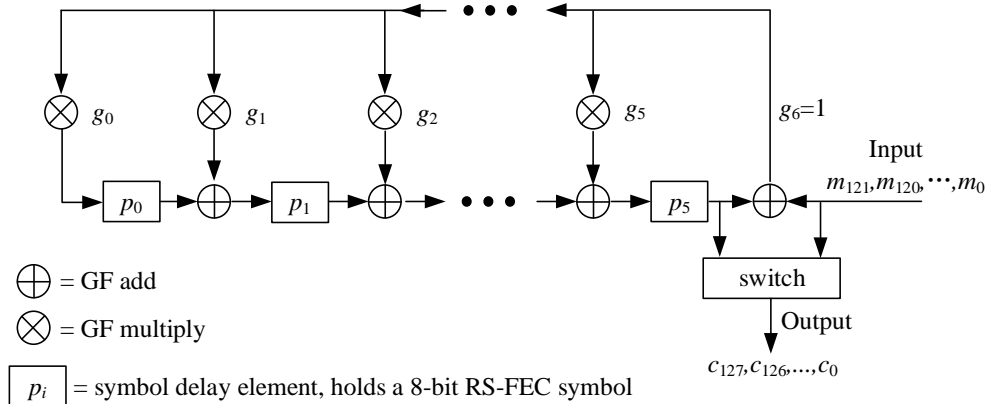 g₀
g₁
g₂
g₅
g₆=1
Input
m₁₂₁,m₁₂₀,⋯,m₀
p₀
p₁
p₅
switch
Output
c₁₂₇,c₁₂₆,...,c₀
= GF add
= GF multiply
pᵢ = symbol delay element, holds a 8-bit RS-FEC symbol